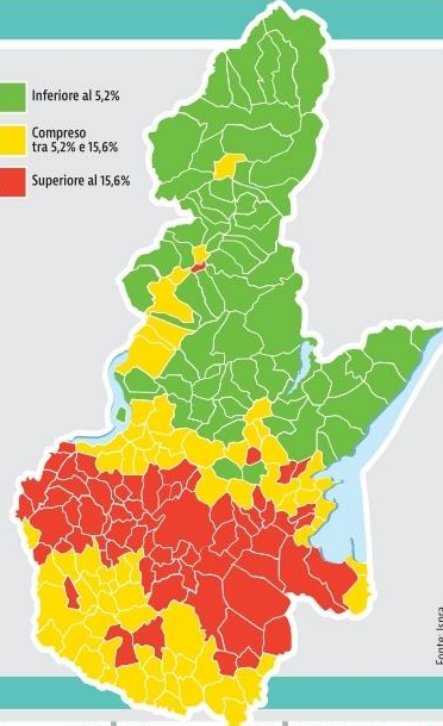 Inferiore al 5,2%
Compreso
tra 5,2% e 15,6%
Superiore al 15,6%
Fonte: Ispra